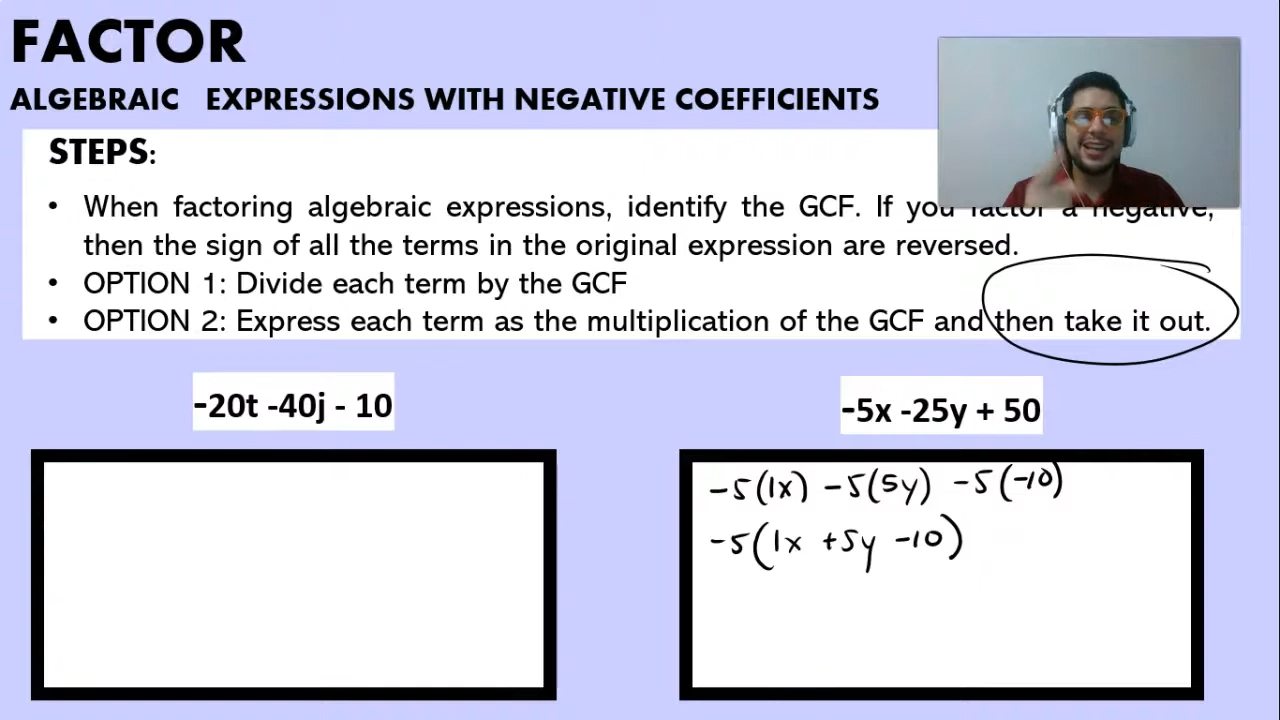 FACTOR
ALGEBRAIC EXPRESSIONS WITH NEGATIVE COEFFICIENTS
STEPS:
• When factoring algebraic expressions, identify the GCF. If you factor a negative,
then the sign of all the terms in the original expression are reversed.
• OPTION 1: Divide each term by the GCF
• OPTION 2: Express each term as the multiplication of the GCF and then take it out.
-20t -40j - 10
-5x -25y + 50
-5(1x) -5(5y) -5(-10)
-5(1x +5y -10)